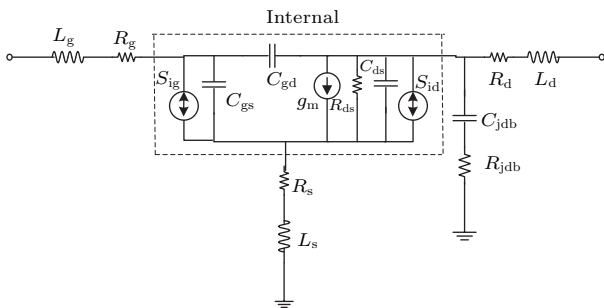 Internal
L_g
R_g
S_ig
C_gs
C_gd
g_m
R_ds
C_ds
S_id
R_d
L_d
C_jdb
R_jdb
R_s
L_s